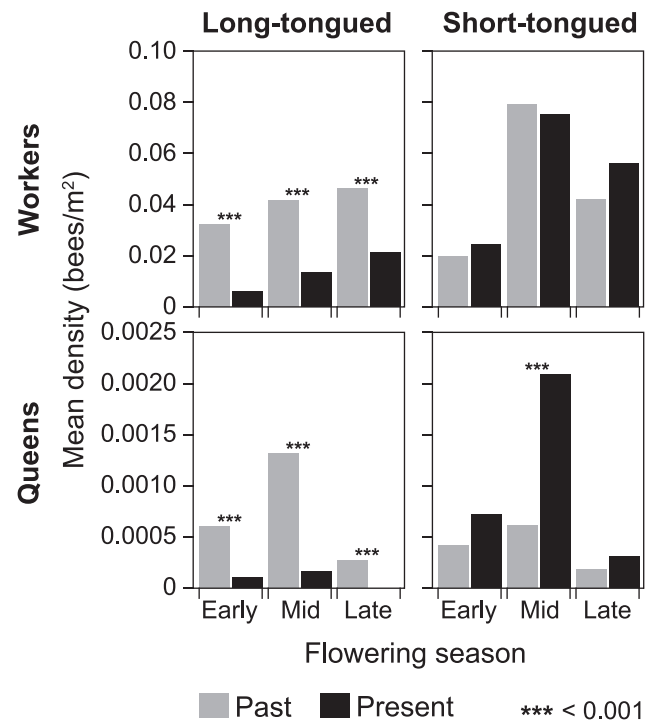 Long-tongued Short-tongued
Workers
Queens
Mean density (bees/m²)
0.10
0.08
0.06
0.04
0.02
0
*** *** ***
0.0025
0.0020
0.0015
0.0010
0.0005
0
*** *** ***
***
Early Mid Late Early Mid Late
Flowering season
Past Present *** < 0.001